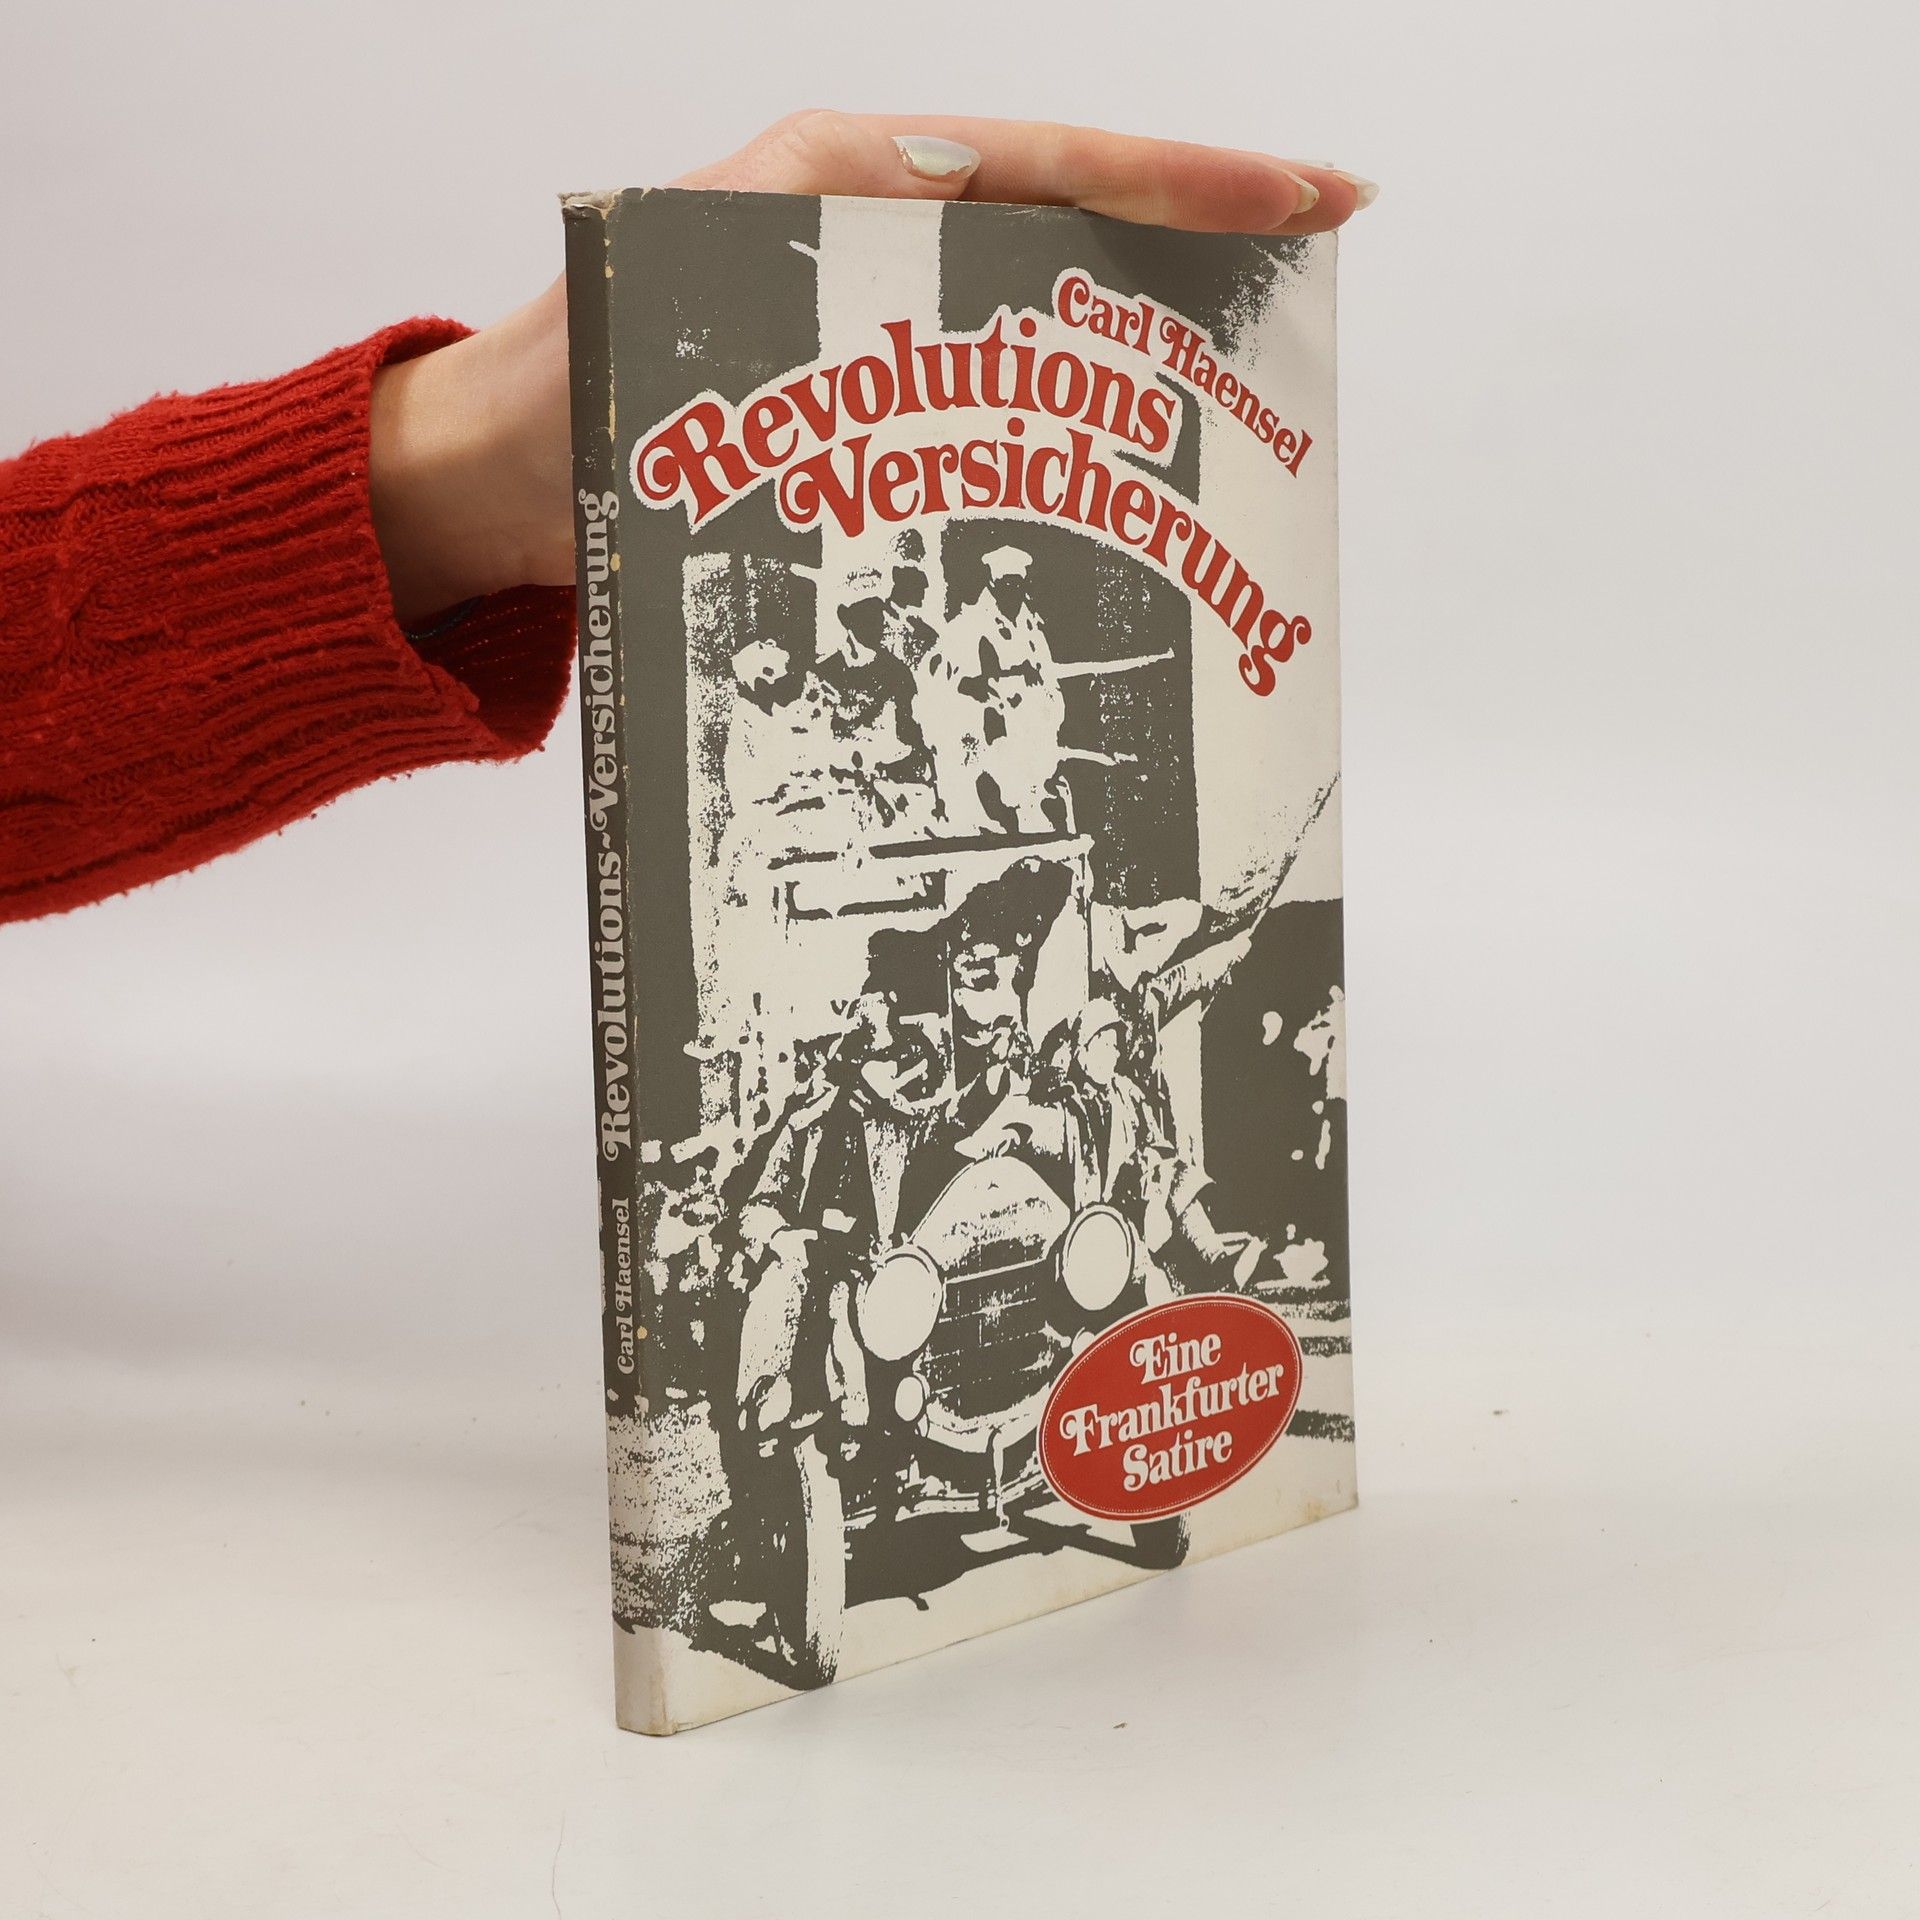 Carl Haensel
Revolutions
Versicherung
Eine
Frankfurter
Satire
Carl Haensel Revolutions-Versicherung